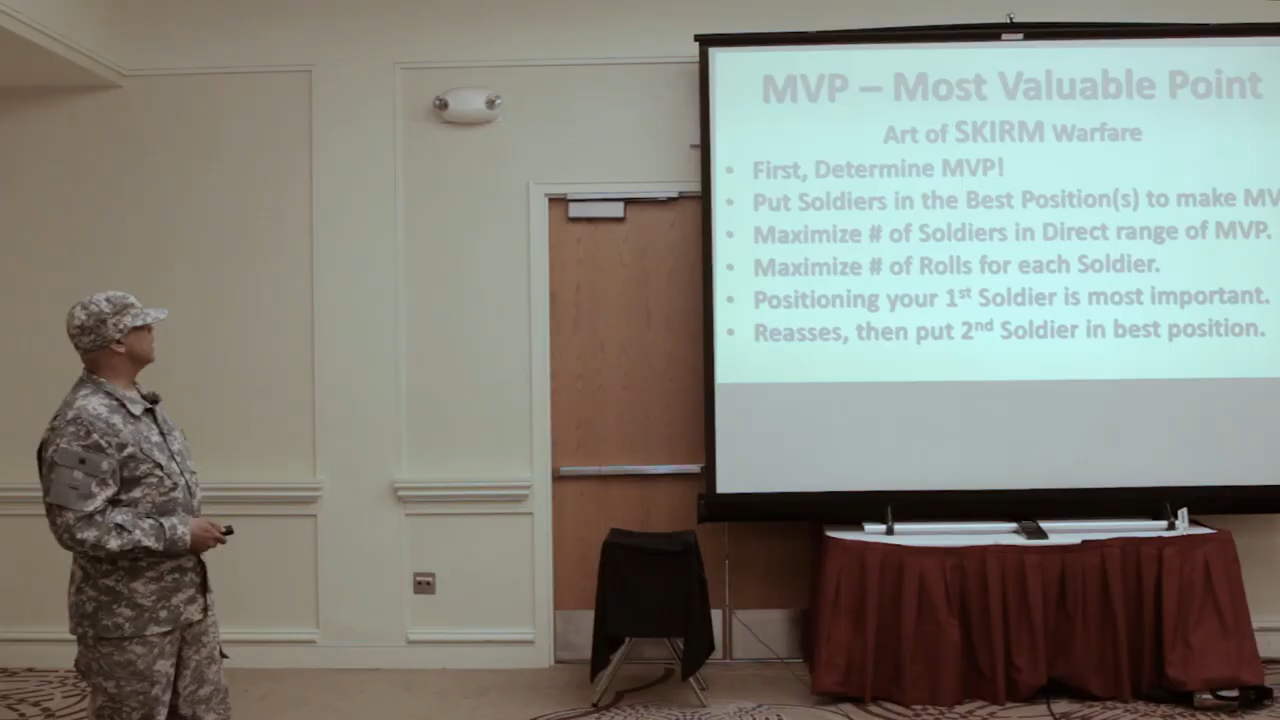 MVP – Most Valuable Point
Art of SKIRM Warfare
• First, Determine MVP!
• Put Soldiers in the Best Position(s) to make MV
• Maximize # of Soldiers in Direct range of MVP.
• Maximize # of Rolls for each Soldier.
• Positioning your 1st Soldier is most important.
• Reasses, then put 2nd Soldier in best position.